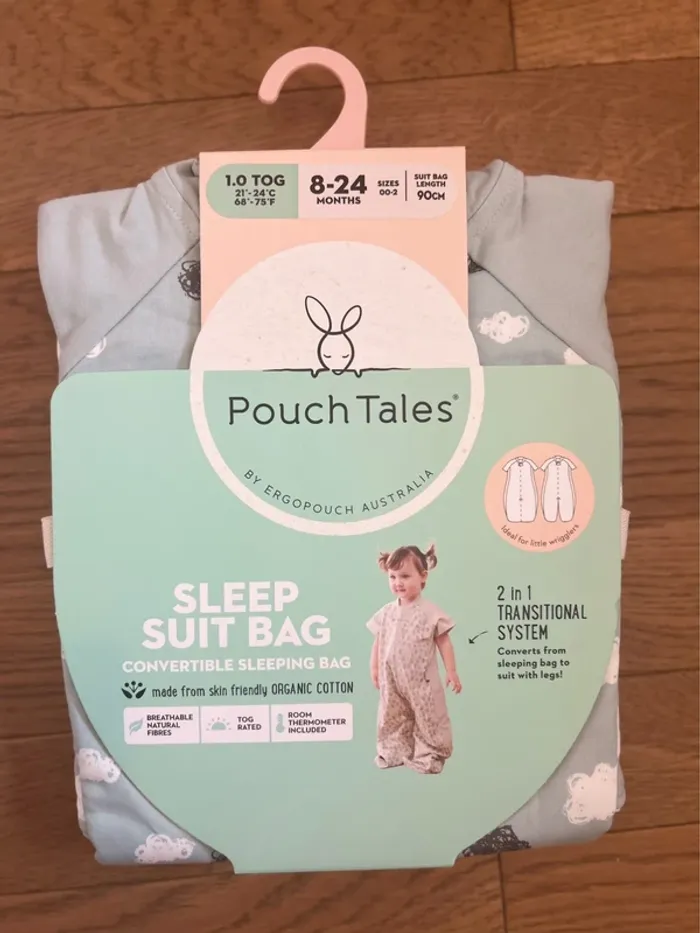 1.0 TOG
21°-24°C
68°-75°F
8-24
MONTHS
SIZES
00-2
SUIT BAG
LENGTH
90CM
Pouch Tales®
BY ERGOPOUCH AUSTRALIA
Ideal for little wrigglers
SLEEP
SUIT BAG
CONVERTIBLE SLEEPING BAG
made from skin friendly ORGANIC COTTON
BREATHABLE
NATURAL
FIBRES
TOG
RATED
ROOM
THERMOMETER
INCLUDED
2 in 1
TRANSITIONAL
SYSTEM
Converts from
sleeping bag to
suit with legs!